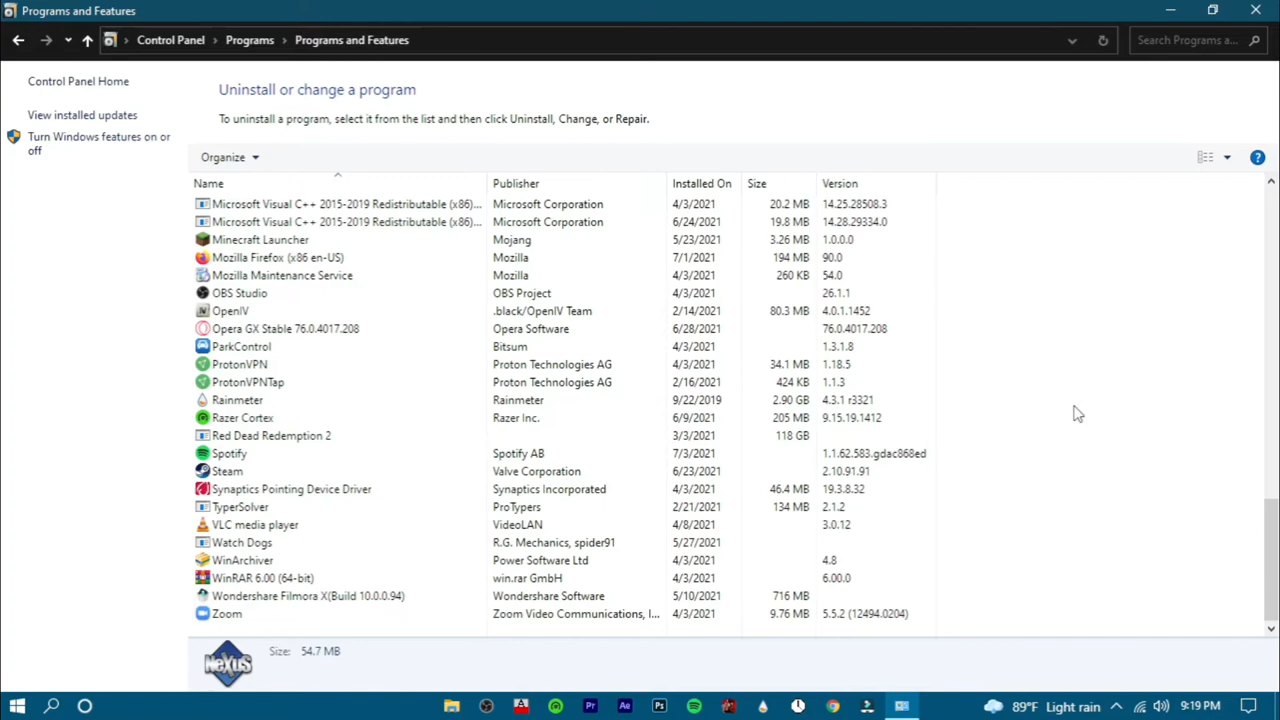 Programs and Features
Control Panel > Programs > Programs and Features
Search Programs a...
Control Panel Home
View installed updates
Turn Windows features on or
off
Uninstall or change a program
To uninstall a program, select it from the list and then click Uninstall, Change, or Repair.
Organize
Name Publisher Installed On Size Version
Microsoft Visual C++ 2015-2019 Redistributable (x86)... Microsoft Corporation 4/3/2021 20.2 MB 14.25.28508.3
Microsoft Visual C++ 2015-2019 Redistributable (x86)... Microsoft Corporation 6/24/2021 19.8 MB 14.28.29334.0
Minecraft Launcher Mojang 5/23/2021 3.26 MB 1.0.0.0
Mozilla Firefox (x86 en-US) Mozilla 7/1/2021 194 MB 90.0
Mozilla Maintenance Service Mozilla 4/3/2021 260 KB 54.0
OBS Studio OBS Project 4/3/2021 26.1.1
OpenIV .black/OpenIV Team 2/14/2021 80.3 MB 4.0.1.1452
Opera GX Stable 76.0.4017.208 Opera Software 6/28/2021 76.0.4017.208
ParkControl Bitsum 4/3/2021 1.3.1.8
ProtonVPN Proton Technologies AG 4/3/2021 34.1 MB 1.18.5
ProtonVPNTap Proton Technologies AG 2/16/2021 424 KB 1.1.3
Rainmeter Rainmeter 9/22/2019 2.90 GB 4.3.1 r3321
Razer Cortex Razer Inc. 6/9/2021 205 MB 9.15.19.1412
Red Dead Redemption 2 3/3/2021 118 GB
Spotify Spotify AB 7/3/2021 1.1.62.583.gdac868ed
Steam Valve Corporation 6/23/2021 2.10.91.91
Synaptics Pointing Device Driver Synaptics Incorporated 4/3/2021 46.4 MB 19.3.8.32
TyperSolver ProTypers 2/21/2021 134 MB 2.1.2
VLC media player VideoLAN 4/8/2021 3.0.12
Watch Dogs R.G. Mechanics, spider91 5/27/2021
WinArchiver Power Software Ltd 4/3/2021 4.8
WinRAR 6.00 (64-bit) win.rar GmbH 4/3/2021 6.00.0
Wondershare Filmora X(Build 10.0.0.94) Wondershare Software 5/10/2021 716 MB
Zoom Zoom Video Communications, I... 4/3/2021 9.76 MB 5.5.2 (12494.0204)
NeXuS
Size: 54.7 MB
Pr Ae Ps
89°F Light rain 9:19 PM